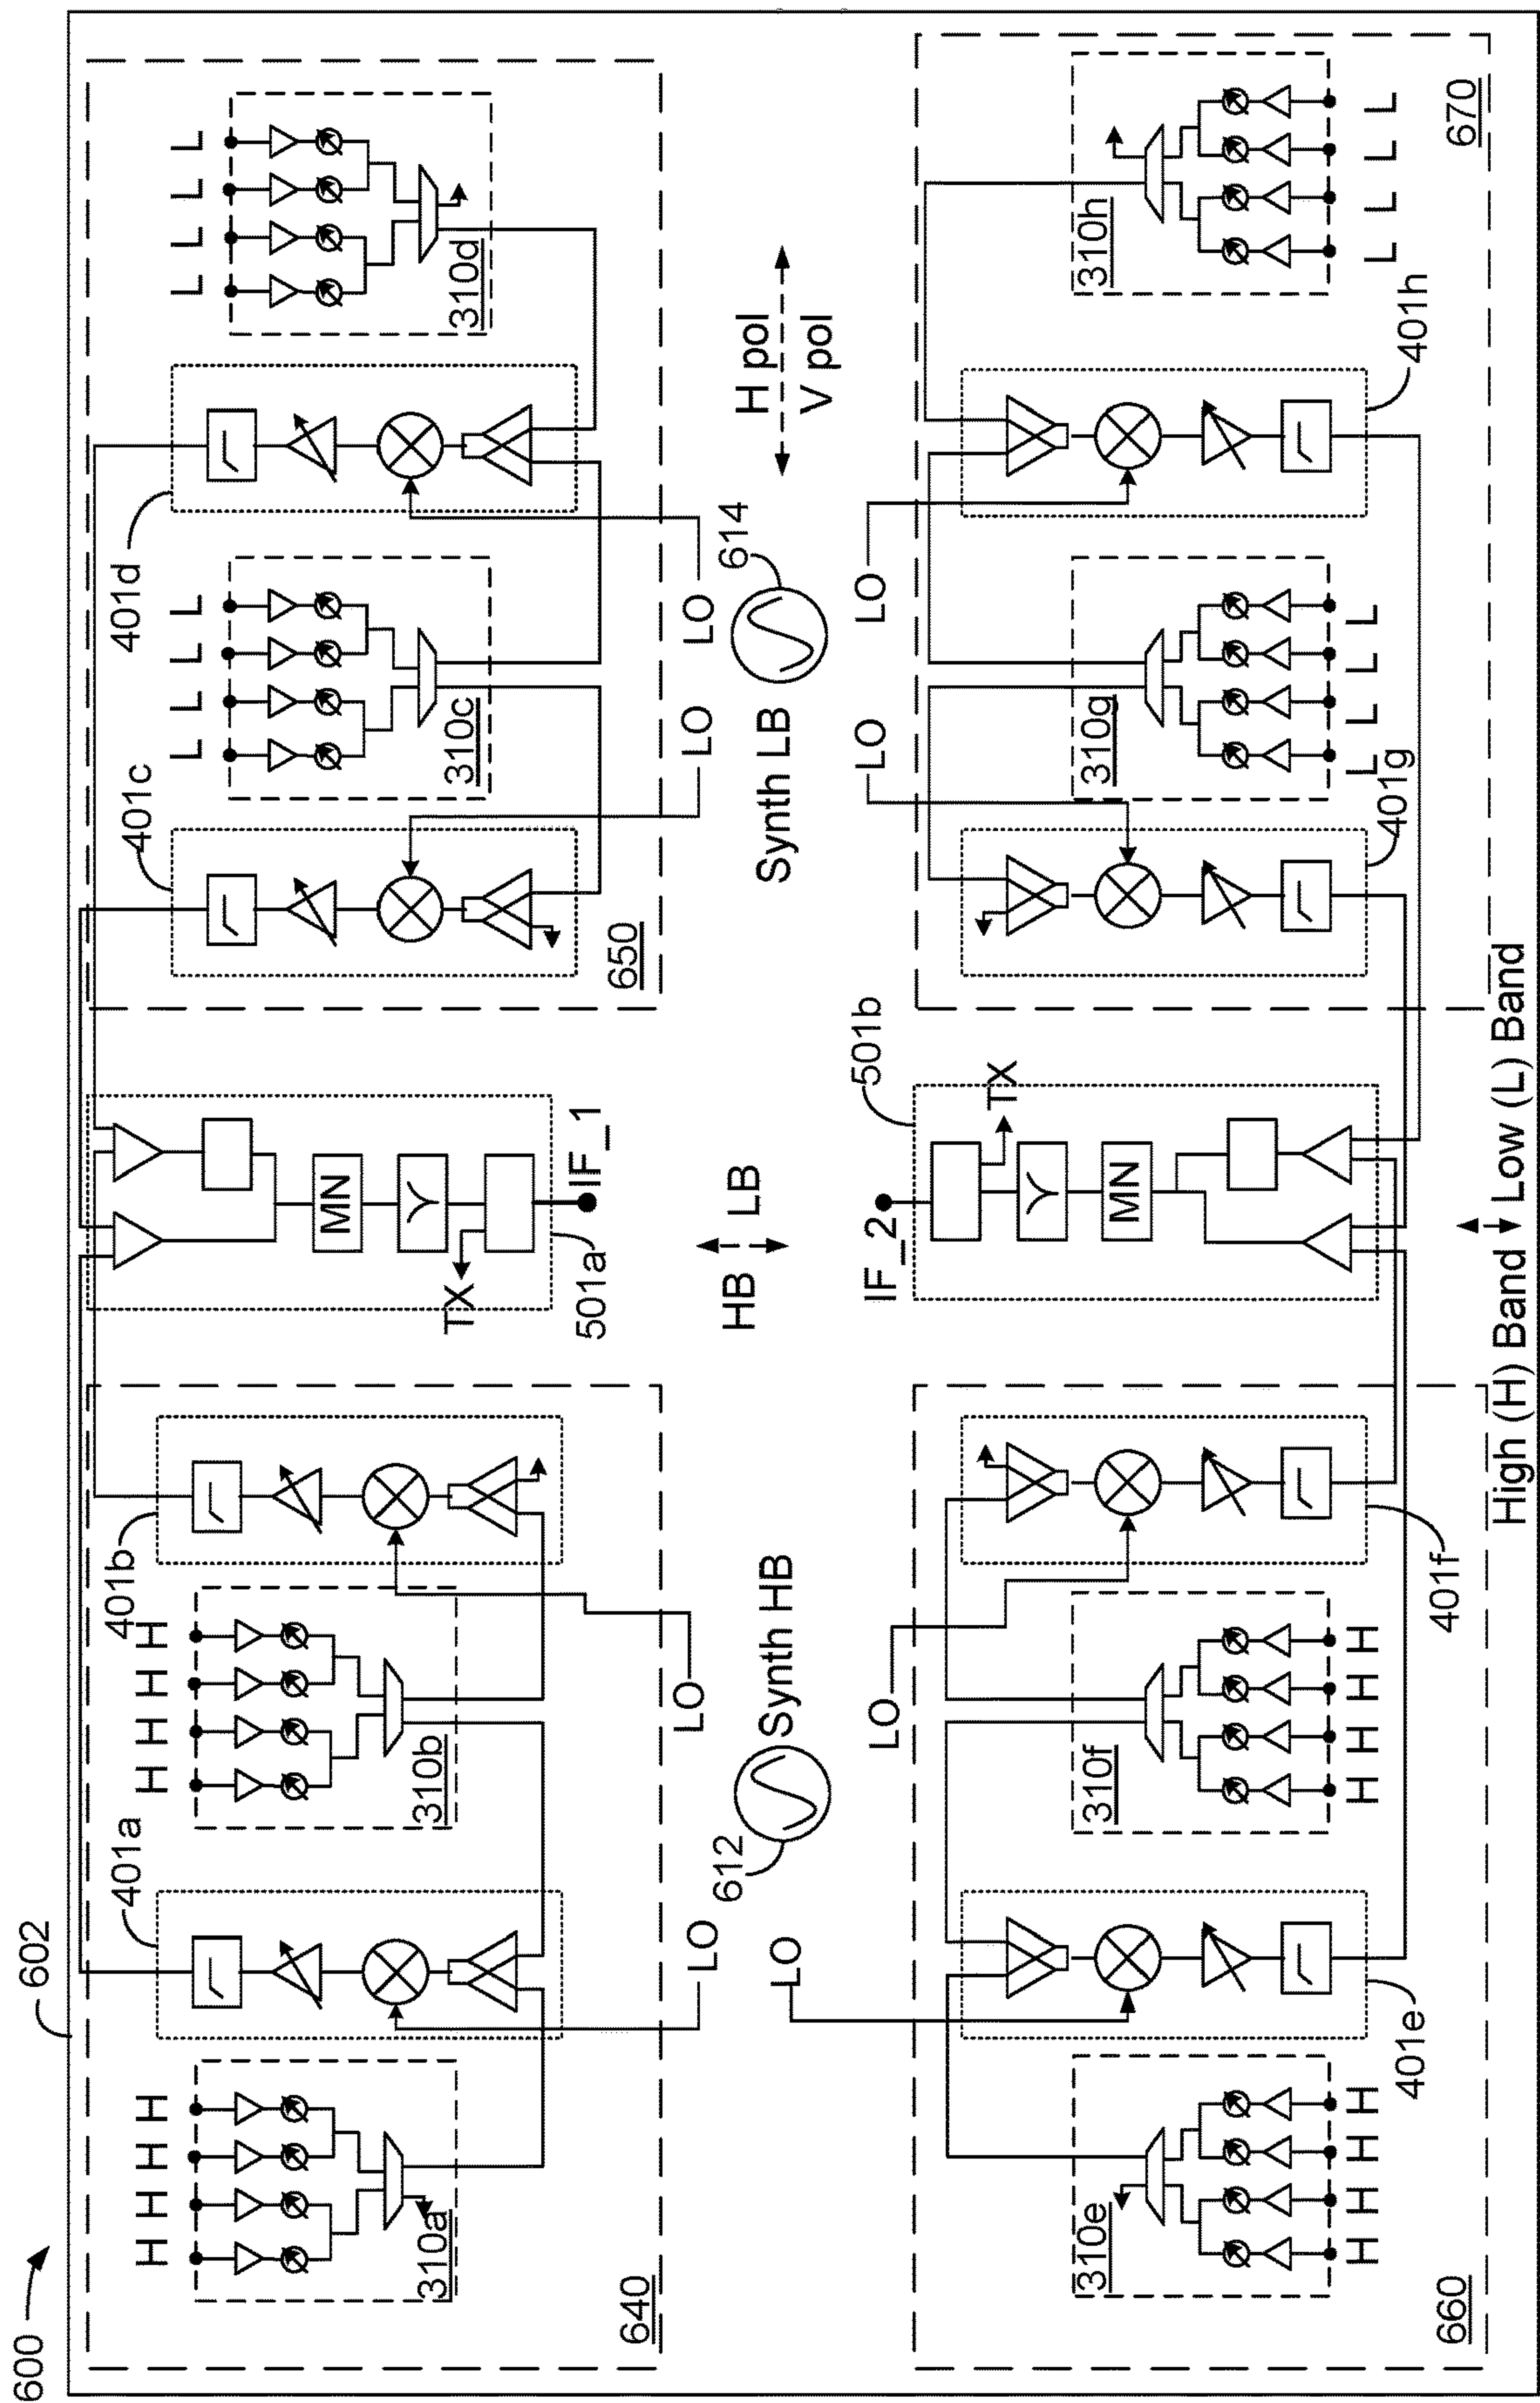 600
602
401a
401b
401c
401d
H H H H
H H H H
L L L L
L L L L
MN
310a
310b
TX
310c
310d
501a
IF_1
640
650
LO
LO
LO
LO
612
Synth HB
HB
LB
Synth LB
614
H pol
V pol
LO
LO
IF_2
501b
LO
LO
TX
MN
310e
310f
310g
310h
H H H H
H H H H
L L L L
L L L L
401e
401f
401g
401h
660
670
High (H) Band
Low (L) Band